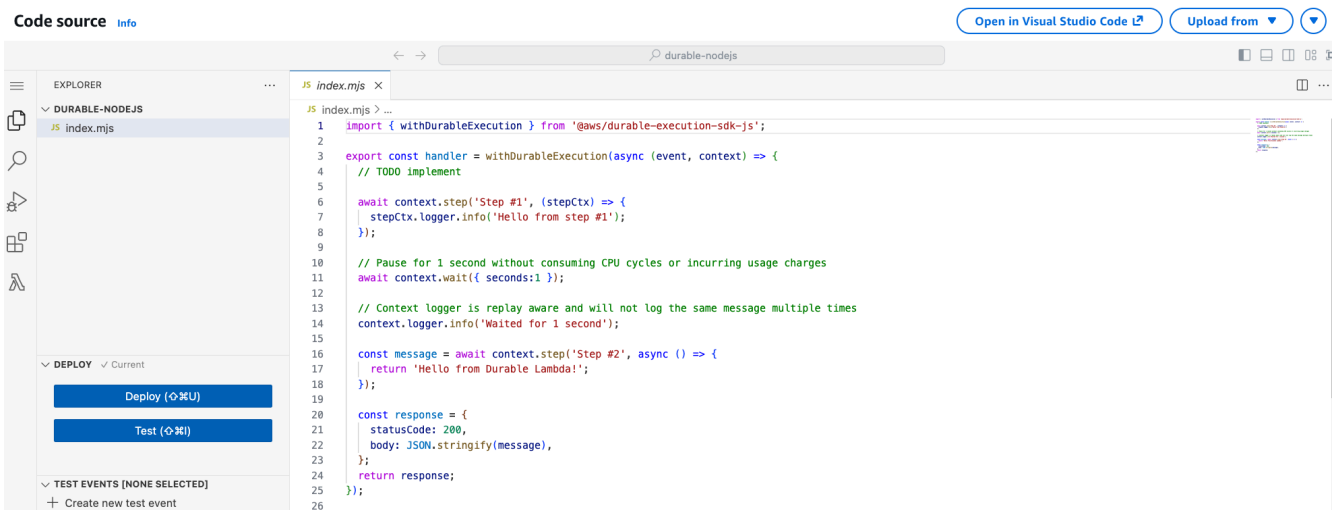 Code source Info
Open in Visual Studio Code
Upload from
durable-nodejs
EXPLORER
DURABLE-NODEJS
JS index.mjs
DEPLOY Current
Deploy (⇧⌘U)
Test (⇧⌘I)
TEST EVENTS [NONE SELECTED]
+ Create new test event
JS index.mjs
JS index.mjs > ...
1 import { withDurableExecution } from '@aws/durable-execution-sdk-js';
2
3 export const handler = withDurableExecution(async (event, context) => {
4 // TODO implement
5
6 await context.step('Step #1', (stepCtx) => {
7 stepCtx.logger.info('Hello from step #1');
8 });
9
10 // Pause for 1 second without consuming CPU cycles or incurring usage charges
11 await context.wait({ seconds:1 });
12
13 // Context logger is replay aware and will not log the same message multiple times
14 context.logger.info('Waited for 1 second');
15
16 const message = await context.step('Step #2', async () => {
17 return 'Hello from Durable Lambda!';
18 });
19
20 const response = {
21 statusCode: 200,
22 body: JSON.stringify(message),
23 };
24 return response;
25 });
26